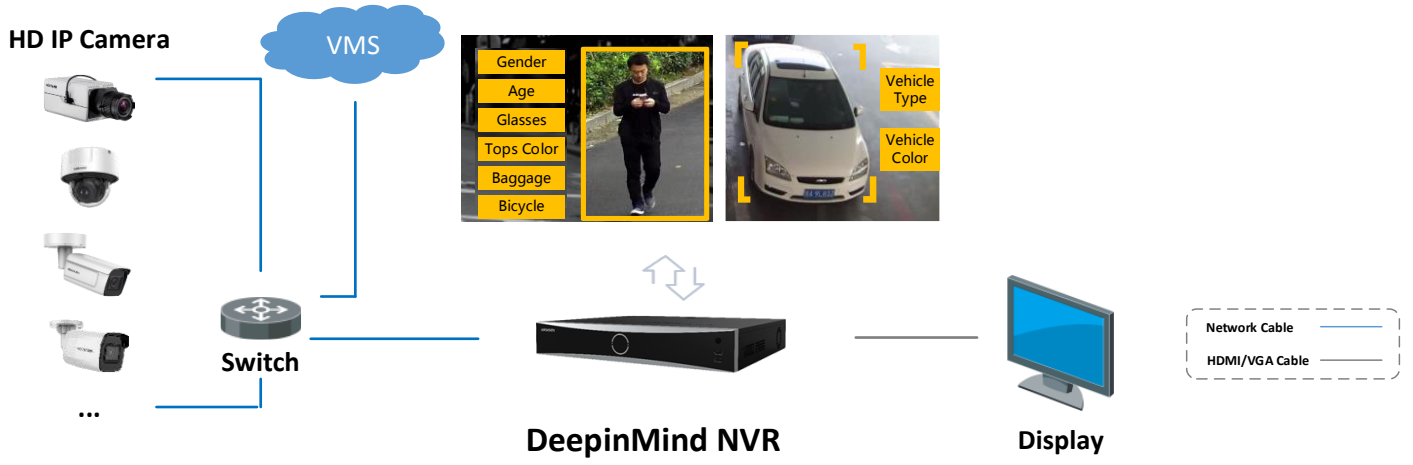 HD IP Camera
VMS
Gender
Age
Glasses
Tops Color
Baggage
Bicycle
Vehicle
Type
Vehicle
Color
Switch
...
DeepinMind NVR
Display
Network Cable
HDMI/VGA Cable